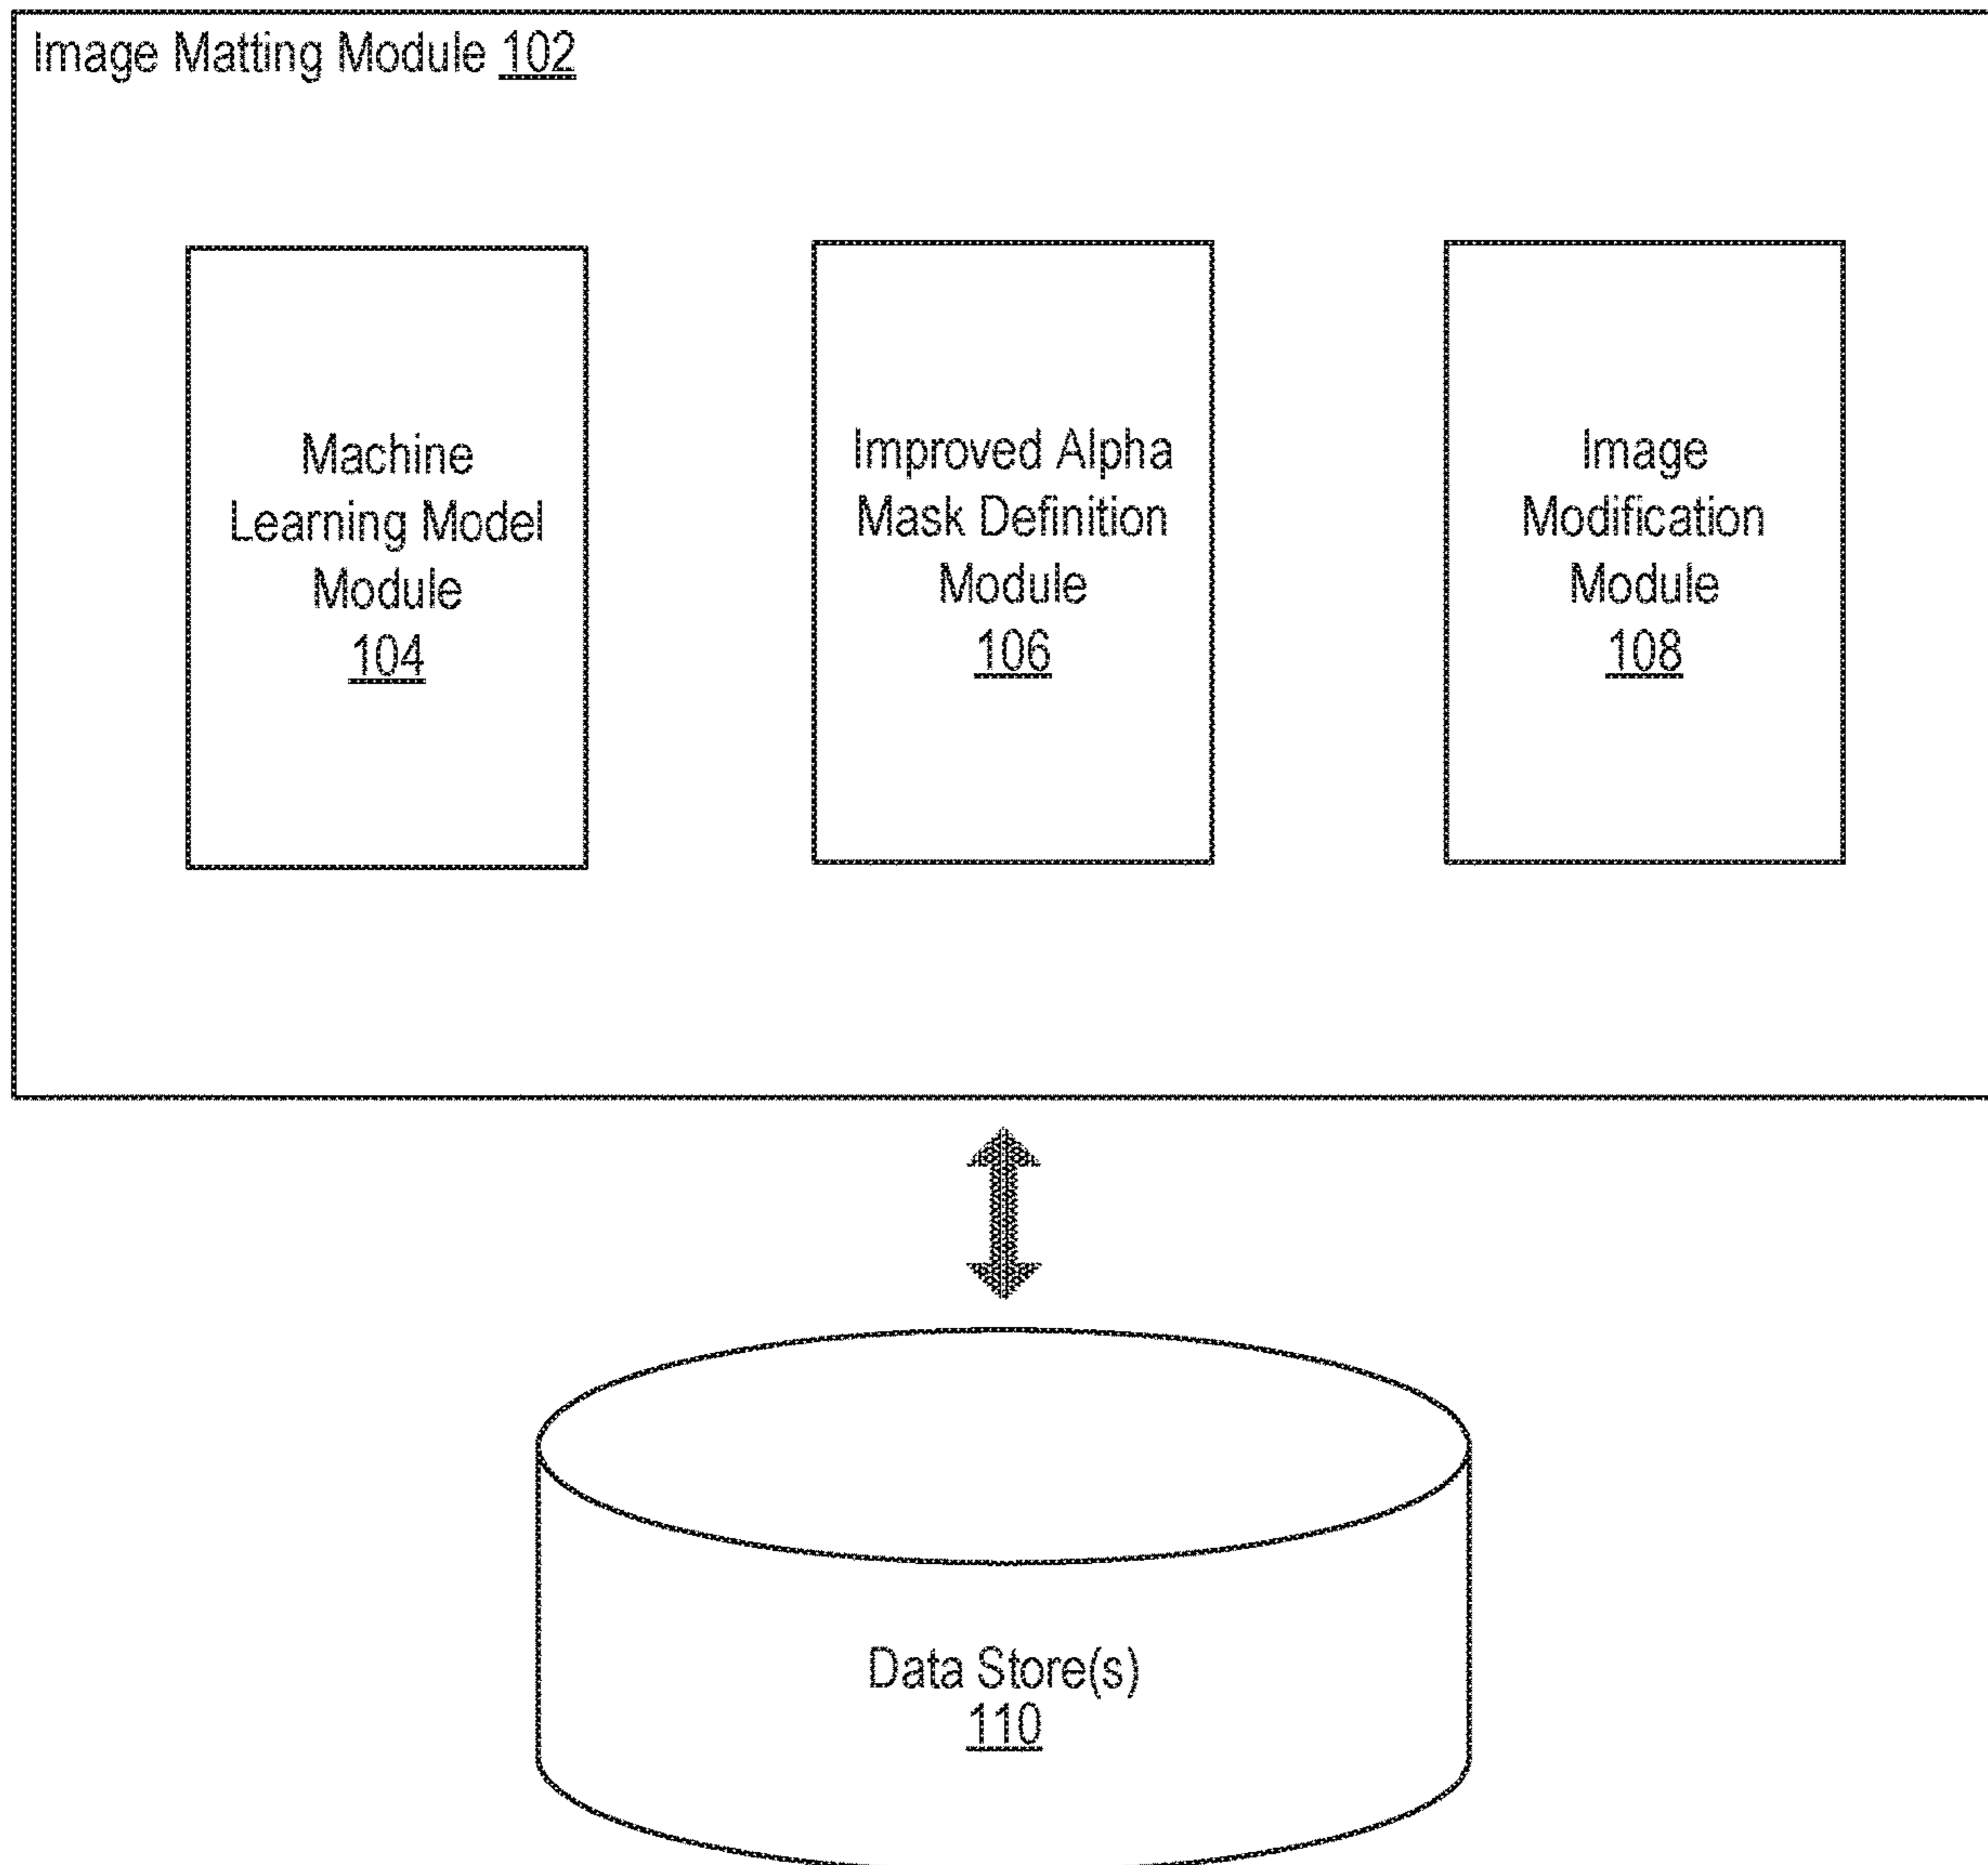 Image Matting Module 102
Machine
Learning Model
Module
104
Improved Alpha
Mask Definition
Module
106
Image
Modification
Module
108
Data Store(s)
110